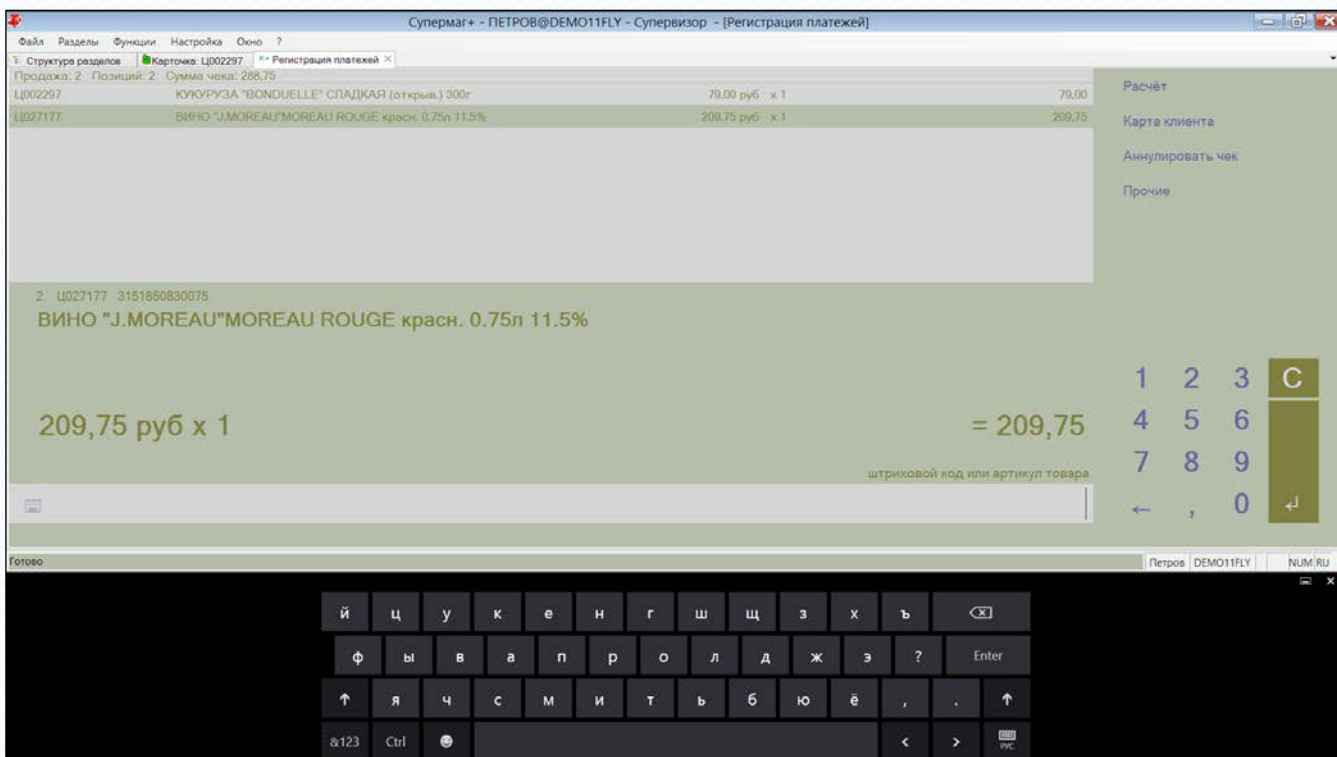 Супермаг+ - ПЕТРОВ@DEMO11FLY - Супервизор - [Регистрация платежей]
Файл Разделы Функции Настройка Окно ?
Структура разделов Карточка: Ц002297 Регистрация платежей
Продажа: 2 Позиций: 2 Сумма чека: 288,75
Ц002297 КУКУРУЗА "BONDUELLE" СЛАДКАЯ (открыв.) 300г 79,00 руб x 1 79,00
Ц027177 ВИНО "J.MOREAU"MOREAU ROUGE красн. 0.75л 11.5% 209,75 руб x 1 209,75
Расчёт
Карта клиента
Аннулировать чек
Прочие
2. Ц027177 3151850830075
ВИНО "J.MOREAU"MOREAU ROUGE красн. 0.75л 11.5%
209,75 руб x 1 = 209,75
штриховой код или артикул товара
1 2 3 C
4 5 6
7 8 9
← , 0 ↵
Готово Петров DEMO11FLY NUM RU
й ц у к е н г ш щ з х ъ
ф ы в а п р о л д ж э ? Enter
↑ я ч с м и т ь б ю ё , . ↑
&123 Ctrl < > РУС